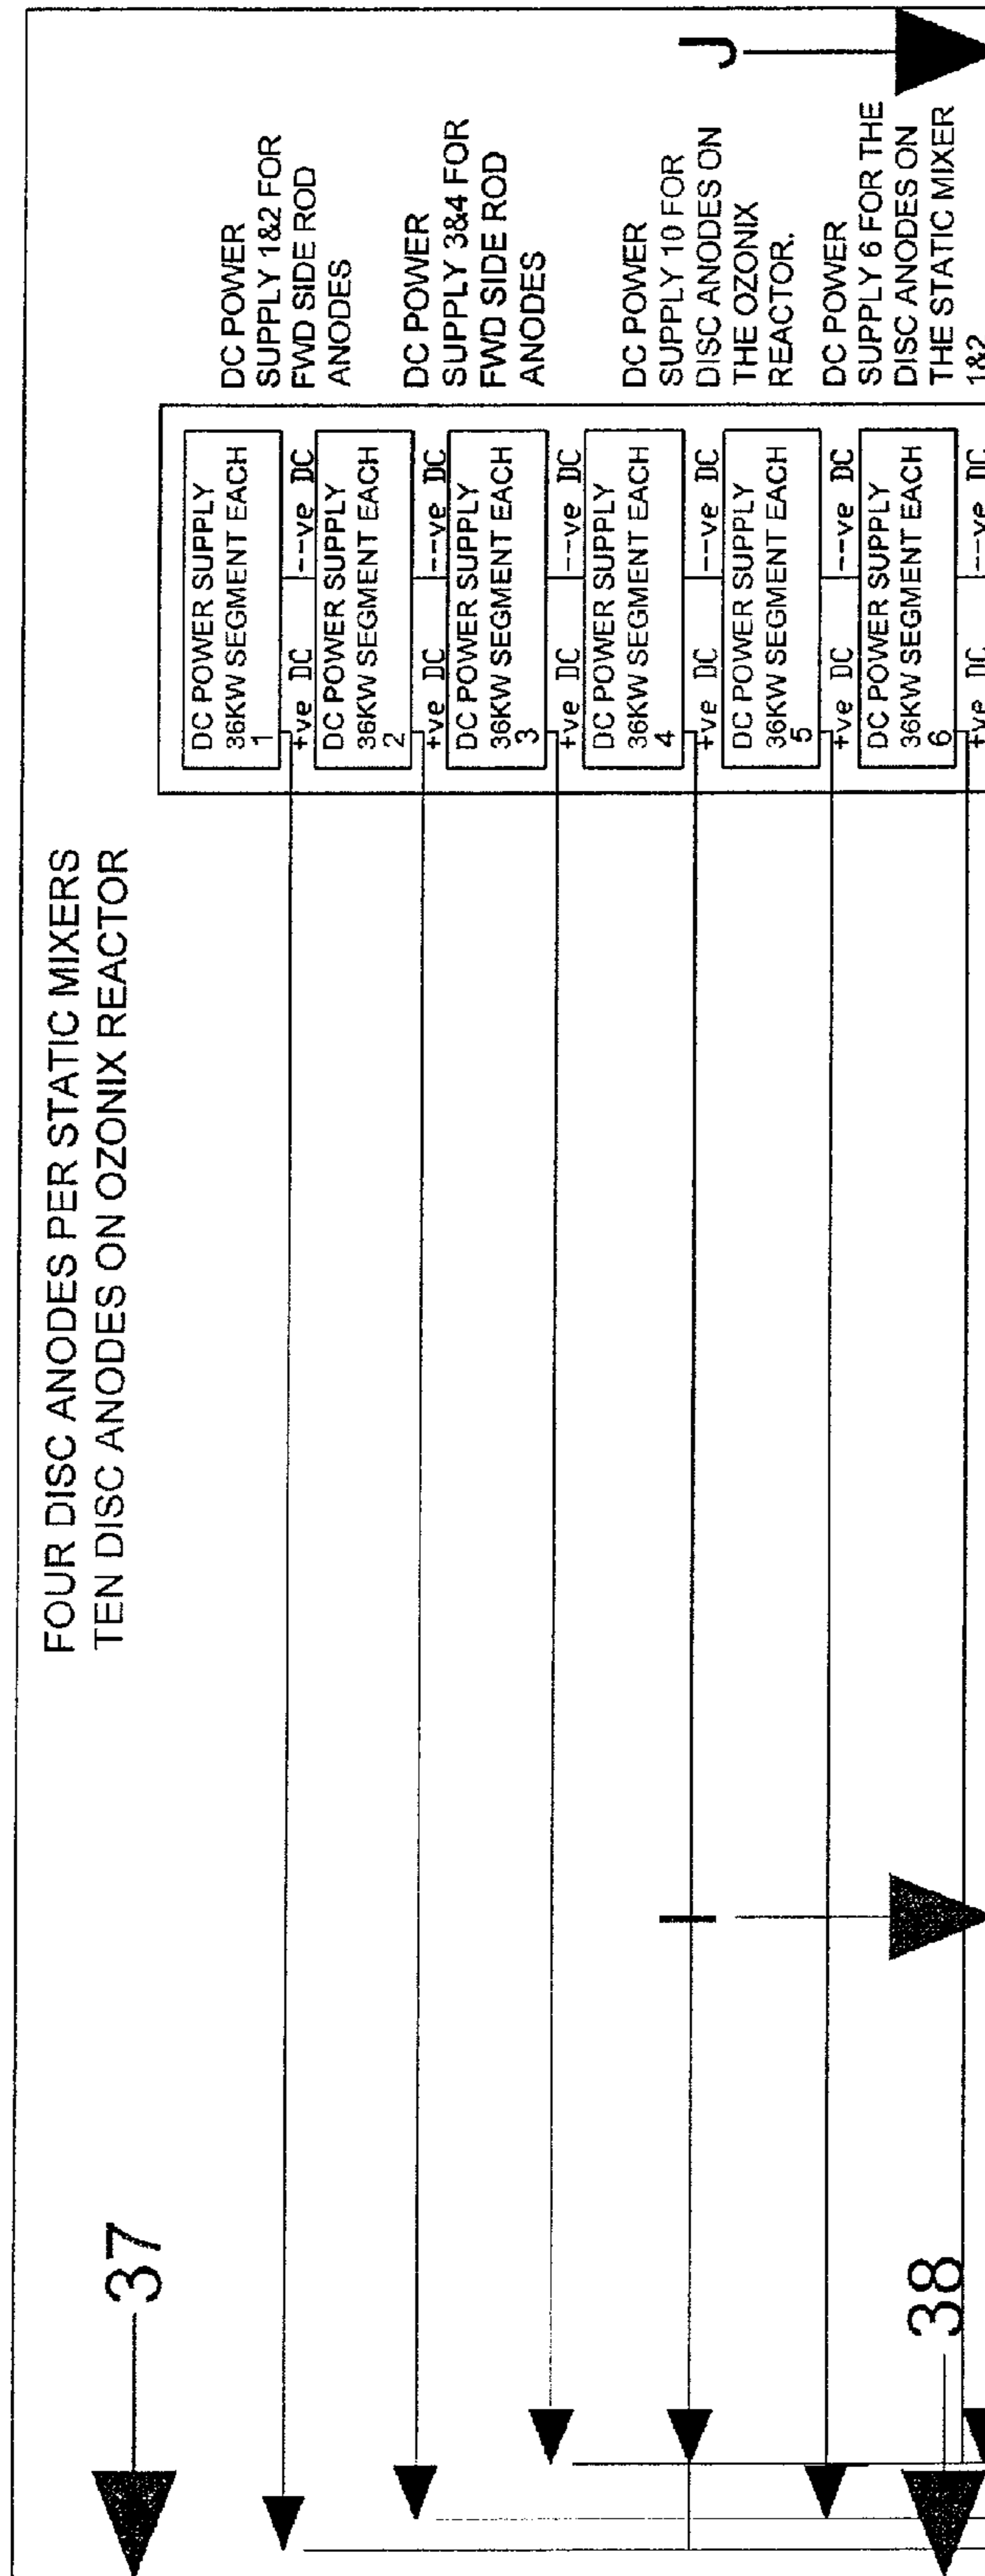 FOUR DISC ANODES PER STATIC MIXERS
TEN DISC ANODES ON OZONIX REACTOR
37
DC POWER SUPPLY
36KW SEGMENT EACH
1
+ve DC
--ve DC
DC POWER SUPPLY
36KW SEGMENT EACH
2
+ve DC
--ve DC
DC POWER SUPPLY
36KW SEGMENT EACH
3
+ve DC
--ve DC
DC POWER SUPPLY
36KW SEGMENT EACH
4
+ve DC
--ve DC
DC POWER SUPPLY
36KW SEGMENT EACH
5
+ve DC
--ve DC
DC POWER SUPPLY
36KW SEGMENT EACH
6
+ve DC
--ve DC
DC POWER
SUPPLY 1&2 FOR
FWD SIDE ROD
ANODES
DC POWER
SUPPLY 3&4 FOR
FWD SIDE ROD
ANODES
DC POWER
SUPPLY 10 FOR
DISC ANODES ON
THE OZONIX
REACTOR.
DC POWER
SUPPLY 6 FOR THE
DISC ANODES ON
THE STATIC MIXER
1&2
I
J
38